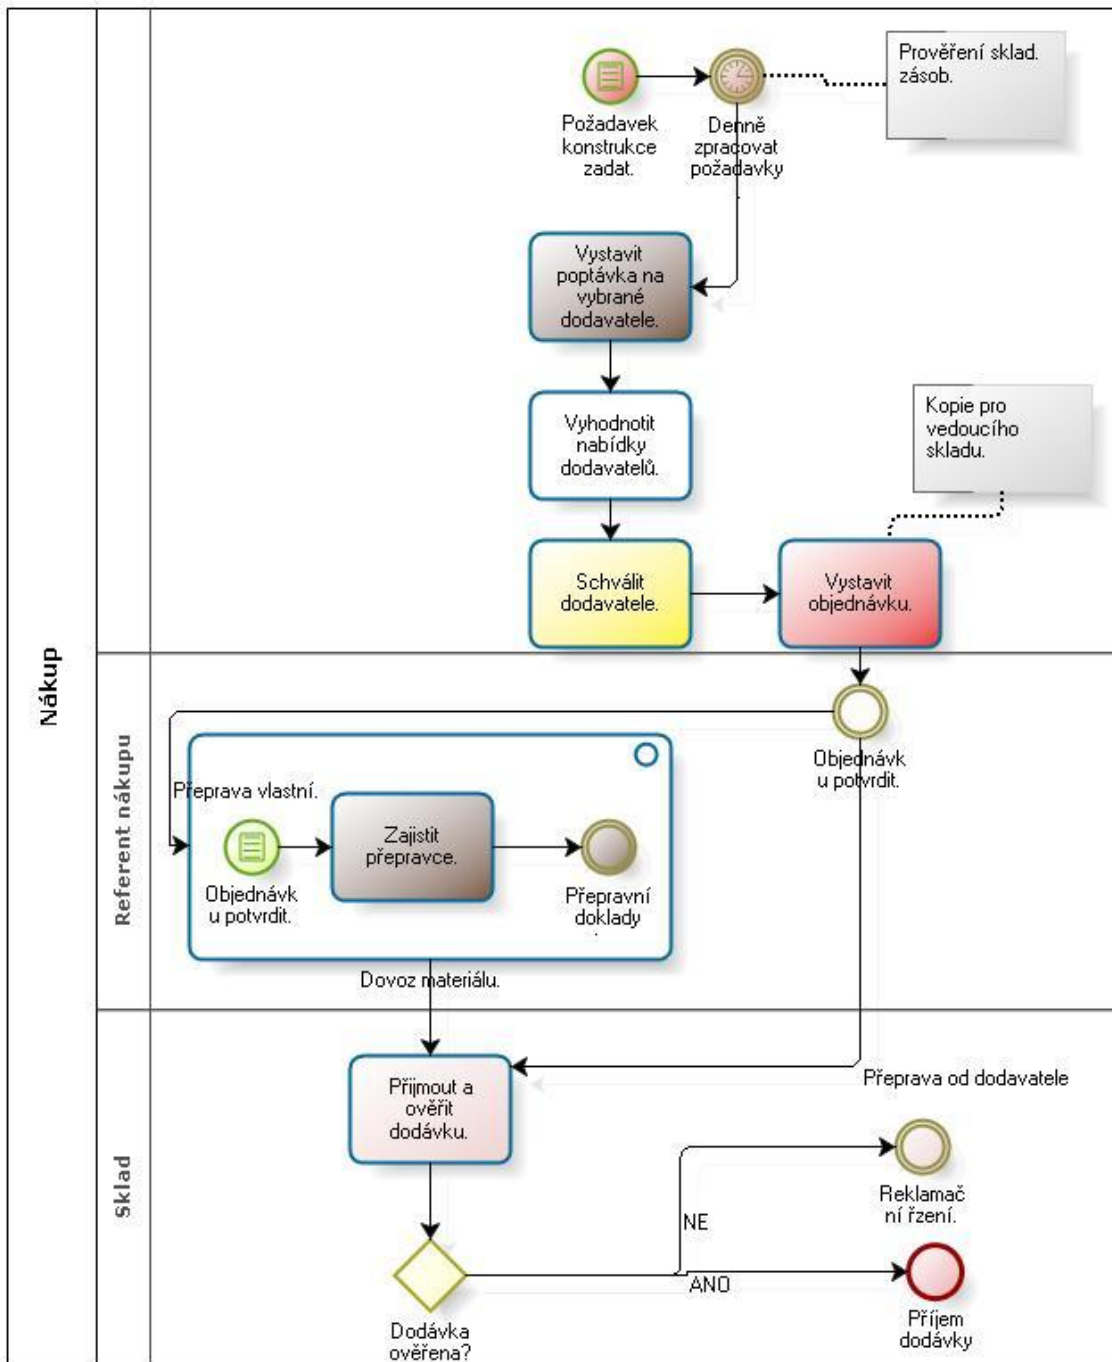 Prověření sklad.
zásob.
Požadavek
konstrukce
zadat.
Denně
zpracovat
požadavky
Vystavit
poptávka na
vybrané
dodavatele.
Vyhodnotit
nabídky
dodavatelů.
Kopie pro
vedoucího
skladu.
Schválit
dodavatele.
Vystavit
objednávku.
Nákup
Referent nákupu
Objednávk
u potvrdit.
Přeprava vlastní.
Objednávk
u potvrdit.
Zajistit
přepravce.
Přepravní
doklady
.
Dovoz materiálu.
Sklad
Přijmout a
ověřit
dodávku.
Přeprava od dodavatele
Reklamač
ní řzení.
NE
ANO
Dodávka
ověřena?
Příjem
dodávky